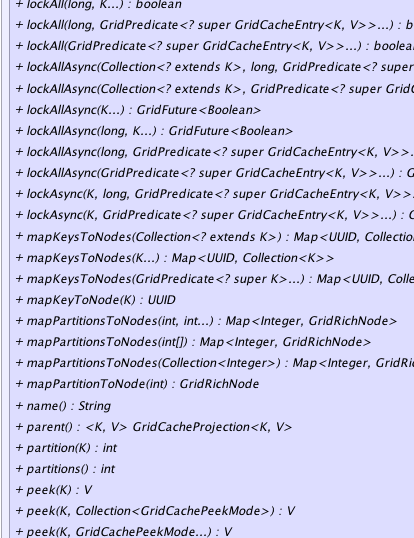 + lockAll(long, K...) : boolean
+ lockAll(long, GridPredicate<? super GridCacheEntry<K, V>>...) : b
+ lockAll(GridPredicate<? super GridCacheEntry<K, V>>...) : boolea
+ lockAllAsync(Collection<? extends K>, long, GridPredicate<? super
+ lockAllAsync(Collection<? extends K>, GridPredicate<? super GridC
+ lockAllAsync(K...) : GridFuture<Boolean>
+ lockAllAsync(long, K...) : GridFuture<Boolean>
+ lockAllAsync(long, GridPredicate<? super GridCacheEntry<K, V>>..
+ lockAllAsync(GridPredicate<? super GridCacheEntry<K, V>>...) : G
+ lockAsync(K, long, GridPredicate<? super GridCacheEntry<K, V>>..
+ lockAsync(K, GridPredicate<? super GridCacheEntry<K, V>>...) : G
+ mapKeysToNodes(Collection<? extends K>) : Map<UUID, Collectio
+ mapKeysToNodes(K...) : Map<UUID, Collection<K>>
+ mapKeysToNodes(GridPredicate<? super K>...) : Map<UUID, Colle
+ mapKeyToNode(K) : UUID
+ mapPartitionsToNodes(int, int...) : Map<Integer, GridRichNode>
+ mapPartitionsToNodes(int[]) : Map<Integer, GridRichNode>
+ mapPartitionsToNodes(Collection<Integer>) : Map<Integer, GridRic
+ mapPartitionToNode(int) : GridRichNode
+ name() : String
+ parent() : <K, V> GridCacheProjection<K, V>
+ partition(K) : int
+ partitions() : int
+ peek(K) : V
+ peek(K, Collection<GridCachePeekMode>) : V
+ peek(K, GridCachePeekMode...) : V